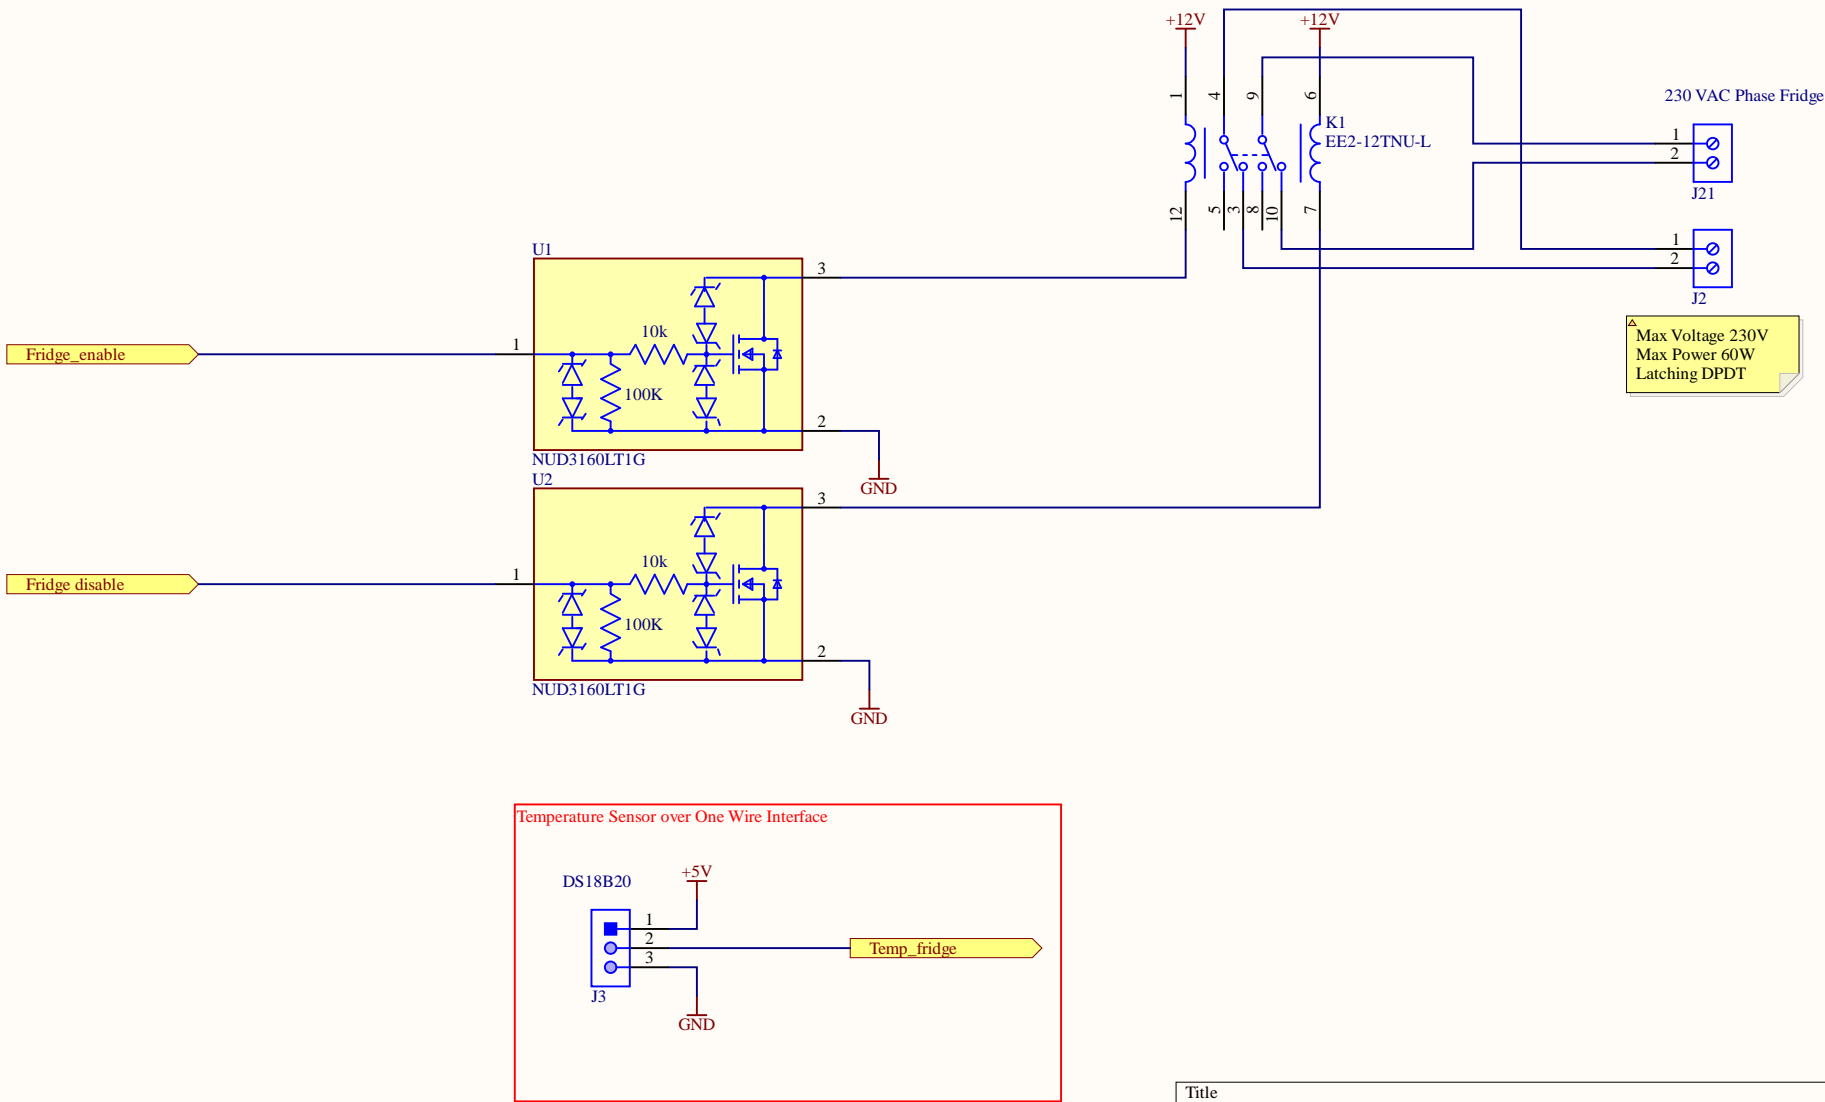 +12V
+12V
1
4
9
6
230 VAC Phase Fridge
K1
EE2-12TNU-L
1
2
J21
12
5
3
8
10
7
1
2
J2
U1
3
10k
Fridge_enable
1
100K
2
NUD3160LT1G
GND
Max Voltage 230V
Max Power 60W
Latching DPDT
U2
3
10k
Fridge disable
1
100K
2
NUD3160LT1G
GND
Temperature Sensor over One Wire Interface
DS18B20
+5V
1
2
3
Temp_fridge
J3
GND
Title